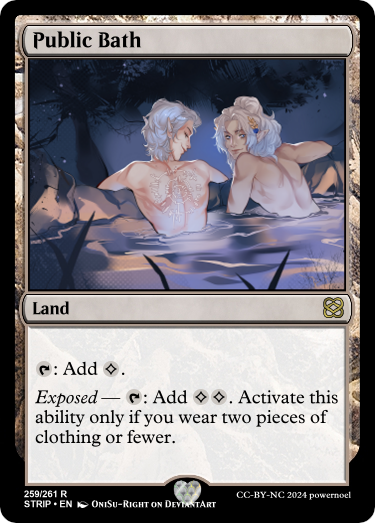 Public Bath
Land
: Add .
Exposed — : Add . Activate this
ability only if you wear two pieces of
clothing or fewer.
259/261 R
STRIP • EN OniSu-Right on DeviantArt
CC-BY-NC 2024 powernoel